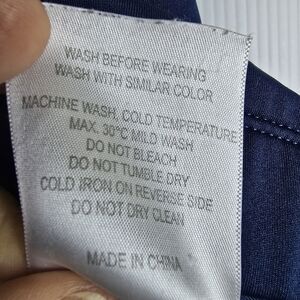 WASH BEFORE WEARING
WASH WITH SIMILAR COLOR
MACHINE WASH, COLD TEMPERATURE
MAX. 30°C MILD WASH
DO NOT BLEACH
DO NOT TUMBLE DRY
COLD IRON ON REVERSE SIDE
DO NOT DRY CLEAN
MADE IN CHINA